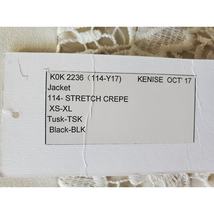 K0K 2236 (114-Y17) KENISE OCT' 17
Jacket
114- STRETCH CREPE
XS-XL
Tusk-TSK
Black-BLK